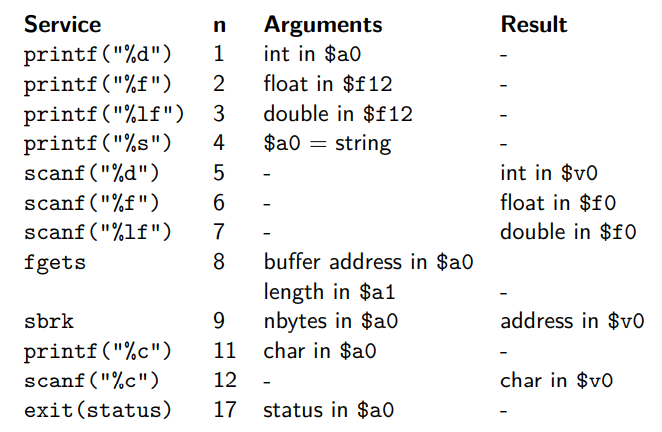 Service n Arguments Result
printf("%d") 1 int in $a0 -
printf("%f") 2 float in $f12 -
printf("%lf") 3 double in $f12 -
printf("%s") 4 $a0 = string -
scanf("%d") 5 - int in $v0
scanf("%f") 6 - float in $f0
scanf("%lf") 7 - double in $f0
fgets 8 buffer address in $a0
length in $a1 -
sbrk 9 nbytes in $a0 address in $v0
printf("%c") 11 char in $a0 -
scanf("%c") 12 - char in $v0
exit(status) 17 status in $a0 -